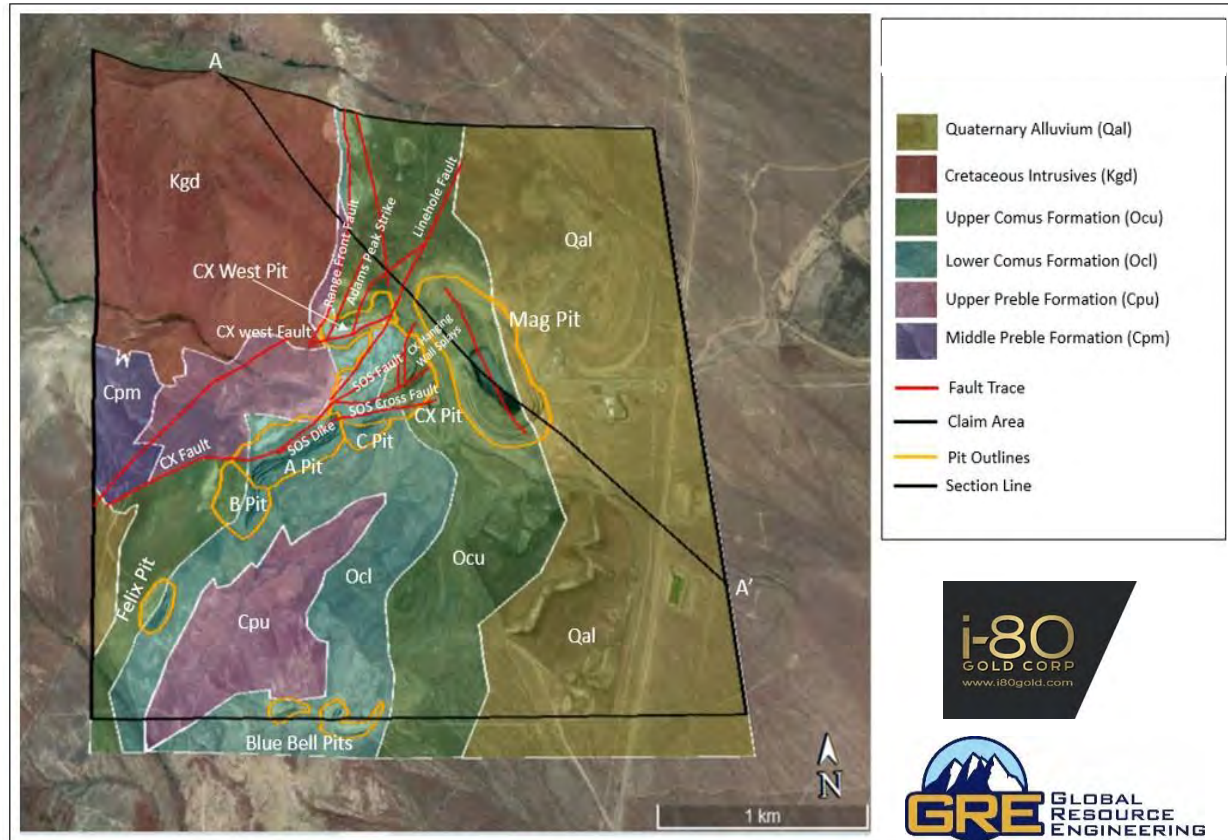 A
Kgd
Qal
Range Front Fault
Adams Peak Strike
Linehole Fault
CX West Pit
CX west Fault
Mag Pit
CX Hanging
Wall Splays
SOS Fault
SOS Cross Fault
CX Pit
Cpm
CX Fault
SOS Dike
C Pit
A Pit
B Pit
Felix Pit
Ocu
Ocl
Cpu
Qal
A'
Blue Bell Pits
N
1 km
Quaternary Alluvium (Qal)
Cretaceous Intrusives (Kgd)
Upper Comus Formation (Ocu)
Lower Comus Formation (Ocl)
Upper Preble Formation (Cpu)
Middle Preble Formation (Cpm)
Fault Trace
Claim Area
Pit Outlines
Section Line
i-80
GOLD CORP
www.i80gold.com
GRE
GLOBAL
RESOURCE
ENGINEERING